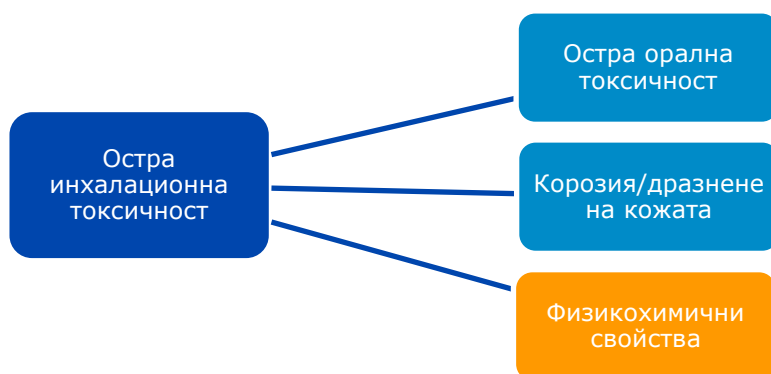 Остра
инхалационна
токсичност
Остра орална
токсичност
Корозия/дразнене
на кожата
Физикохимични
свойства